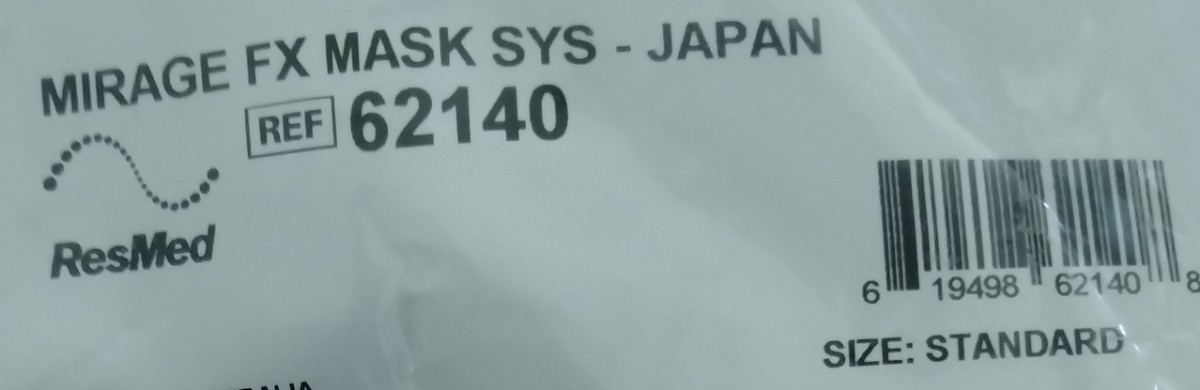 MIRAGE FX MASK SYS - JAPAN
REF 62140
ResMed
6 19498 62140 8
SIZE: STANDARD